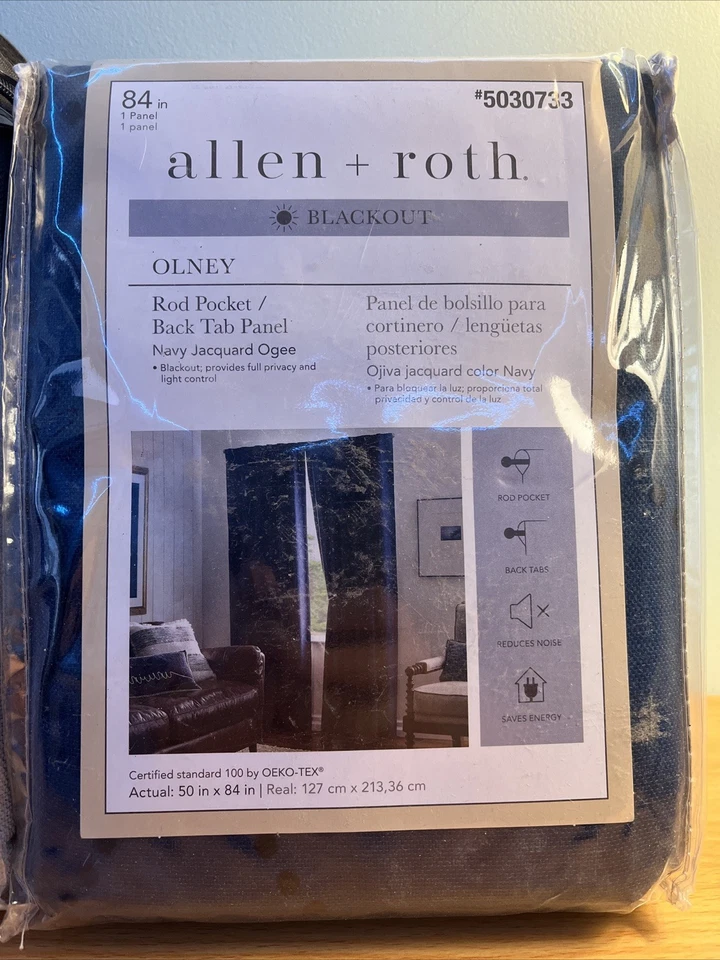 84 in
1 Panel
1 panel
#5030733
allen + roth.
BLACKOUT
OLNEY
Rod Pocket /
Back Tab Panel
Navy Jacquard Ogee
• Blackout; provides full privacy and
light control
Panel de bolsillo para
cortinero / lengüetas
posteriores
Ojiva jacquard color Navy
• Para bloquear la luz; proporciona total
privacidad y control de la luz
ROD POCKET
BACK TABS
REDUCES NOISE
SAVES ENERGY
Certified standard 100 by OEKO-TEX®
Actual: 50 in x 84 in | Real: 127 cm x 213,36 cm